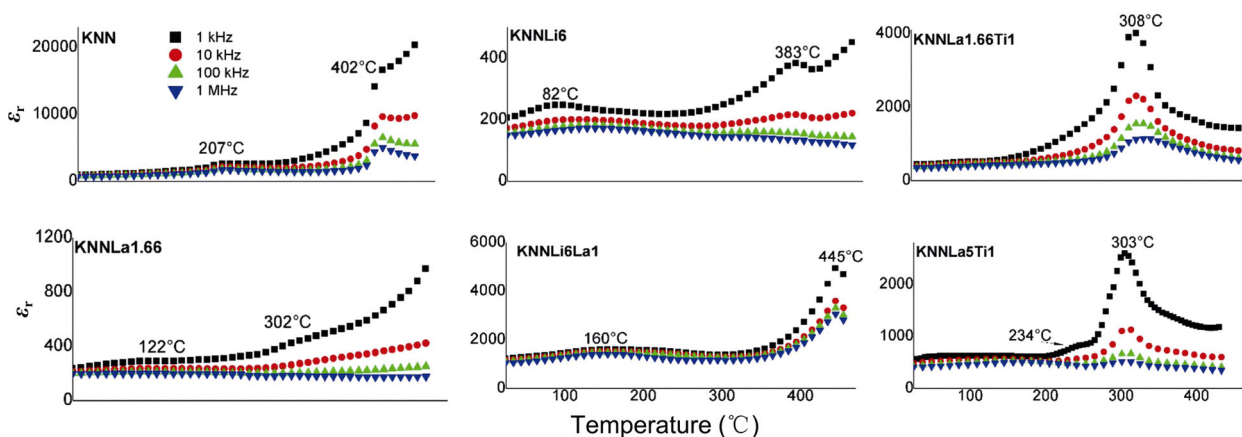 KNN
1 kHz
10 kHz
100 kHz
1 MHz
20000
10000
0
εr
207°C
402°C
KNNLi6
400
200
0
82°C
383°C
KNNLa1.66Ti1
4000
2000
0
308°C
KNNLa1.66
1200
800
400
0
εr
122°C
302°C
KNNLi6La1
6000
4000
2000
0
160°C
445°C
100
200
300
400
KNNLa5Ti1
2000
1000
0
234°C
303°C
100
200
300
400
Temperature (℃)